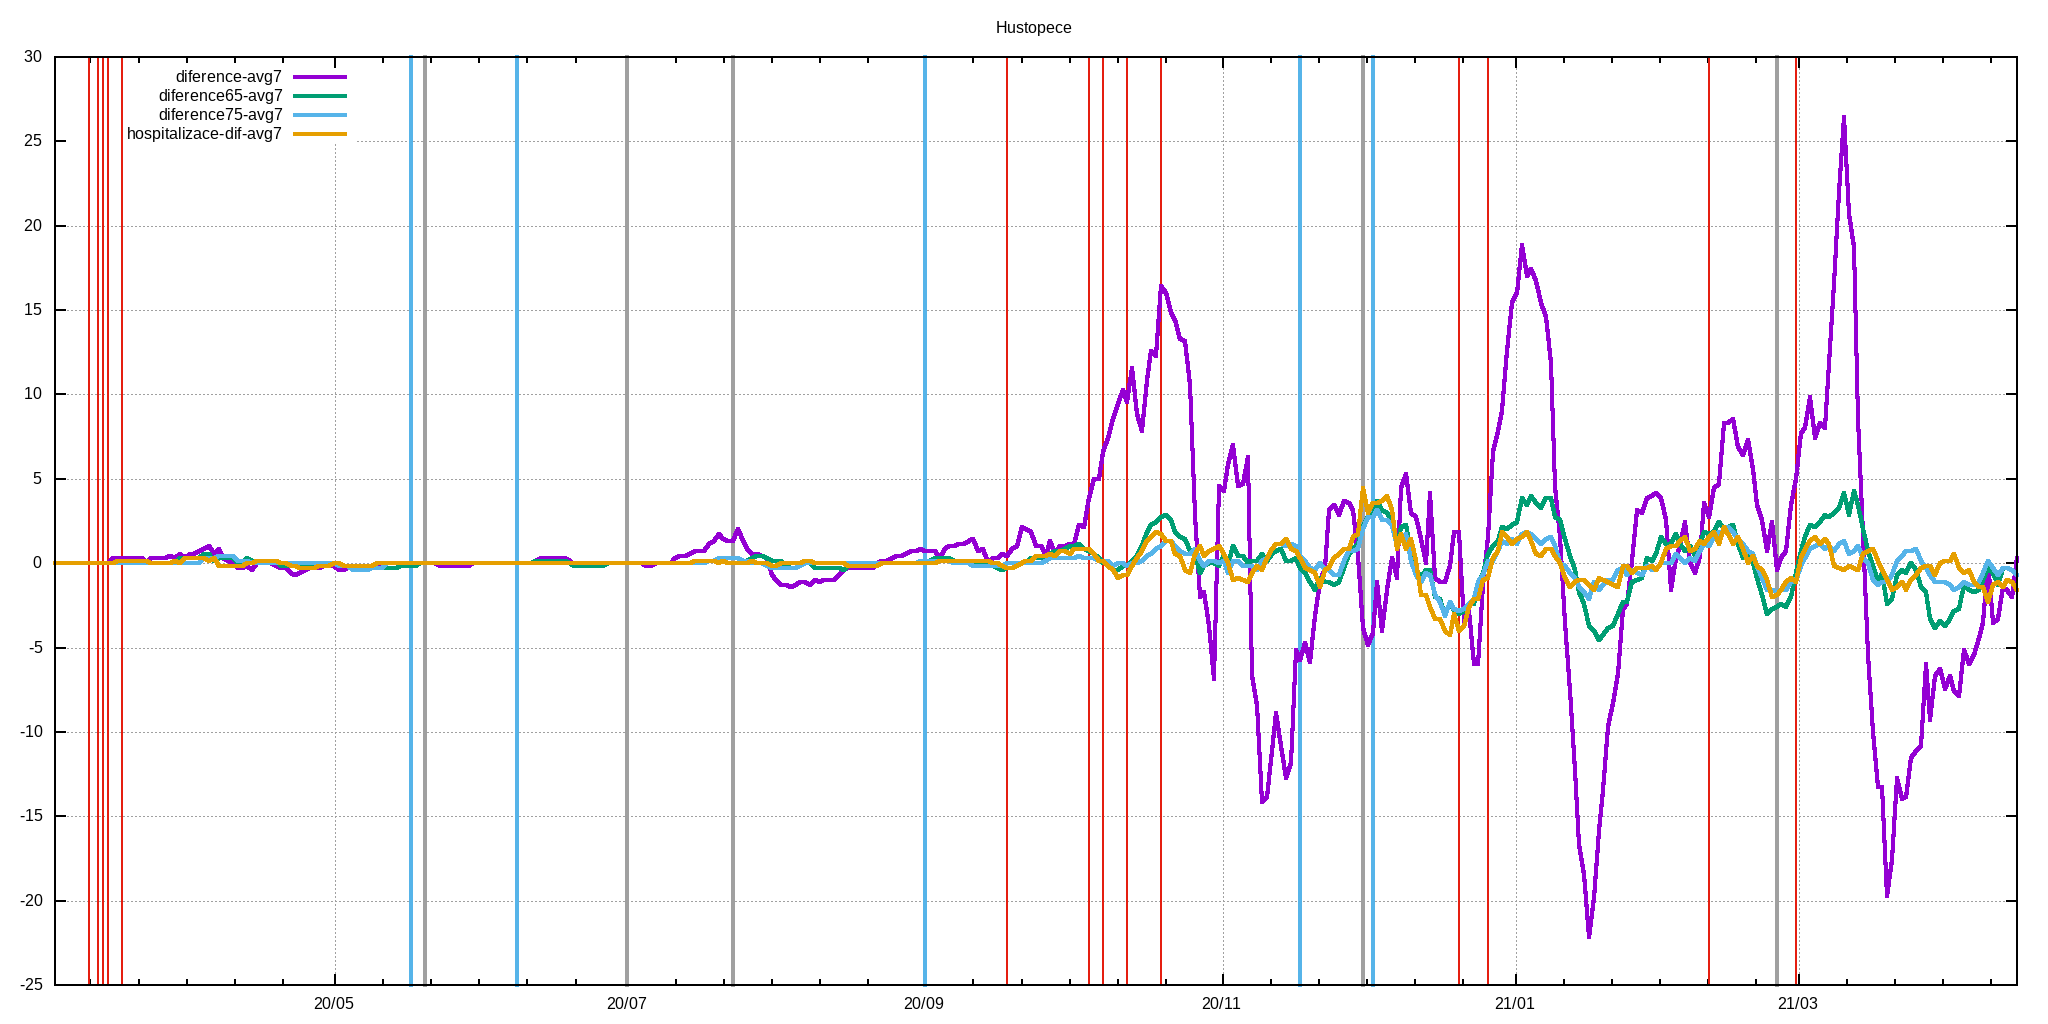 Hustopece
diference-avg7
diference65-avg7
diference75-avg7
hospitalizace-dif-avg7
30
25
20
15
10
5
0
-5
-10
-15
-20
-25
20/05 20/07 20/09 20/11 21/01 21/03